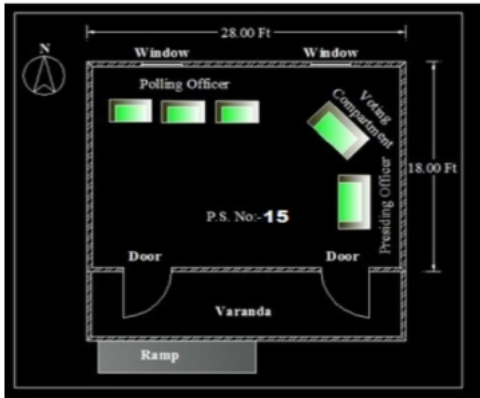 N
28.00 Ft
Window
Window
Polling Officer
Voting
Compartment
18.00 Ft
Presiding Officer
P.S. No:-15
Door
Door
Varanda
Ramp